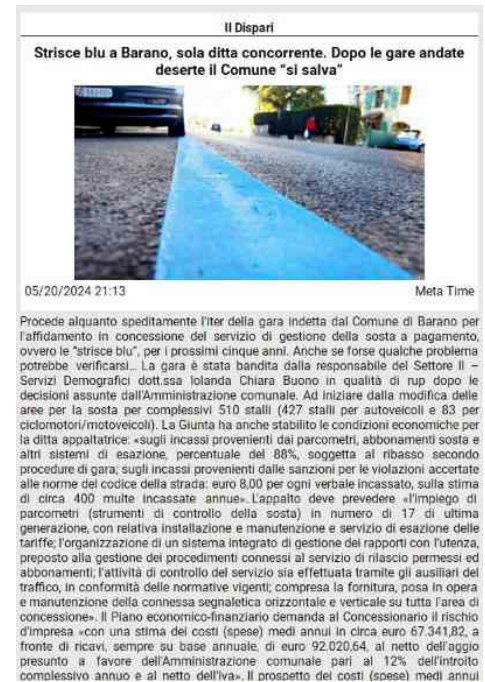 Il Dispari
Strisce blu a Barano, sola ditta concorrente. Dopo le gare andate
deserte il Comune "si salva"
05/20/2024 21:13
Meta Time
Procede alquanto speditamente l'iter della gara indetta dal Comune di Barano per
l'affidamento in concessione del servizio di gestione della sosta a pagamento,
ovvero le "strisce blu", per i prossimi cinque anni. Anche se forse qualche problema
potrebbe verificarsi... La gara è stata bandita dalla responsabile del Settore II –
Servizi Demografici dott.ssa Iolanda Chiara Buono in qualità di rup dopo le
decisioni assunte dall'Amministrazione comunale. Ad iniziare dalla modifica delle
aree per la sosta per complessivi 510 stalli (427 stalli per autoveicoli e 83 per
ciclomotori/motoveicoli). La Giunta ha anche stabilito le condizioni economiche per
la ditta appaltatrice: «sugli incassi provenienti dai parcometri, abbonamenti sosta e
altri sistemi di esazione, percentuale del 88%, soggetta al ribasso secondo
procedure di gara; sugli incassi provenienti dalle sanzioni per le violazioni accertate
alle norme del codice della strada: euro 8,00 per ogni verbale incassato, sulla stima
di circa 400 multe incassate annue». L'appalto deve prevedere «l'impiego di
parcometri (strumenti di controllo della sosta) in numero di 17 di ultima
generazione, con relativa installazione e manutenzione e servizio di esazione delle
tariffe; l'organizzazione di un sistema integrato di gestione dei rapporti con l'utenza,
preposto alla gestione dei procedimenti connessi al servizio di rilascio permessi ed
abbonamenti; l'attività di controllo del servizio sia effettuata tramite gli ausiliari del
traffico, in conformità delle normative vigenti; compresa la fornitura, posa in opera
e manutenzione della connessa segnaletica orizzontale e verticale su tutta l'area di
concessione». Il Piano economico-finanziario demanda al Concessionario il rischio
d'impresa «con una stima dei costi (spese) medi annui in circa euro 67.341,82, a
fronte di ricavi, sempre su base annuale, di euro 92.020,64, al netto dell'aggio
presunto a favore dell'Amministrazione comunale pari al 12% dell'introito
complessivo annuo e al netto dell'iva». Il prospetto dei costi (spese) medi annui